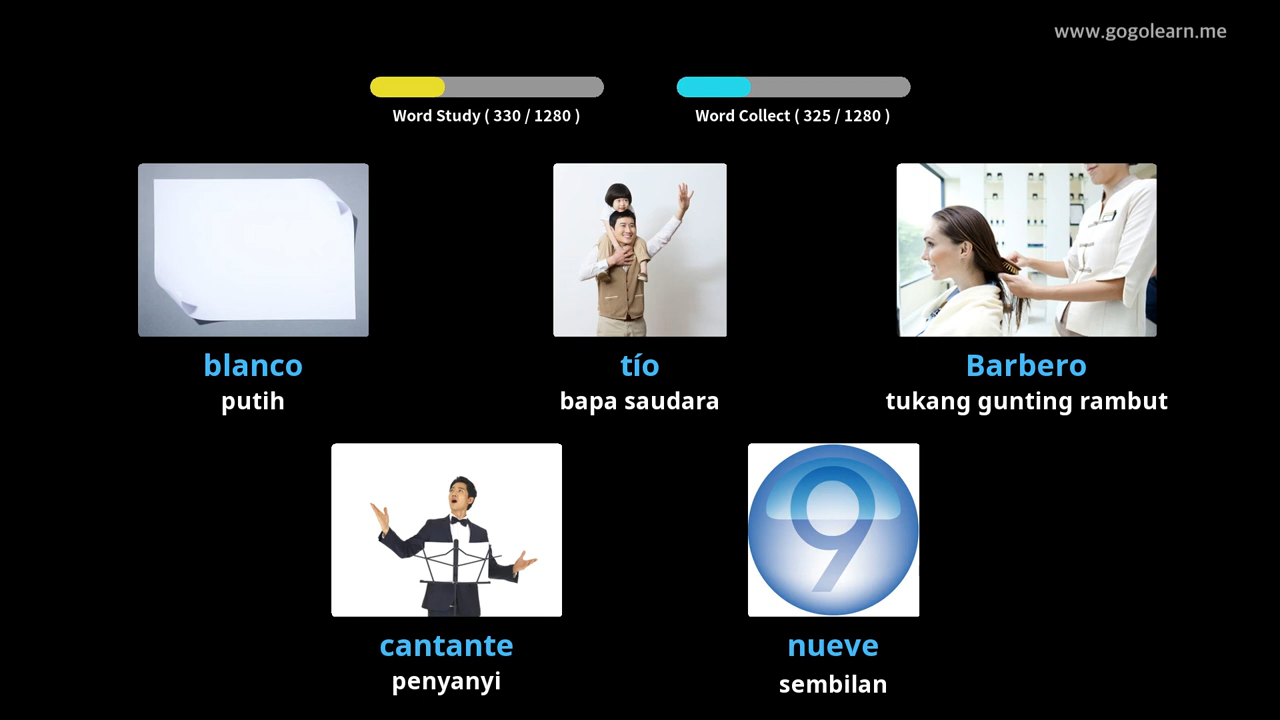 www.gogolearn.me
Word Study ( 330 / 1280 )
Word Collect ( 325 / 1280 )
blanco
putih
tío
bapa saudara
Barbero
tukang gunting rambut
cantante
penyanyi
9
nueve
sembilan